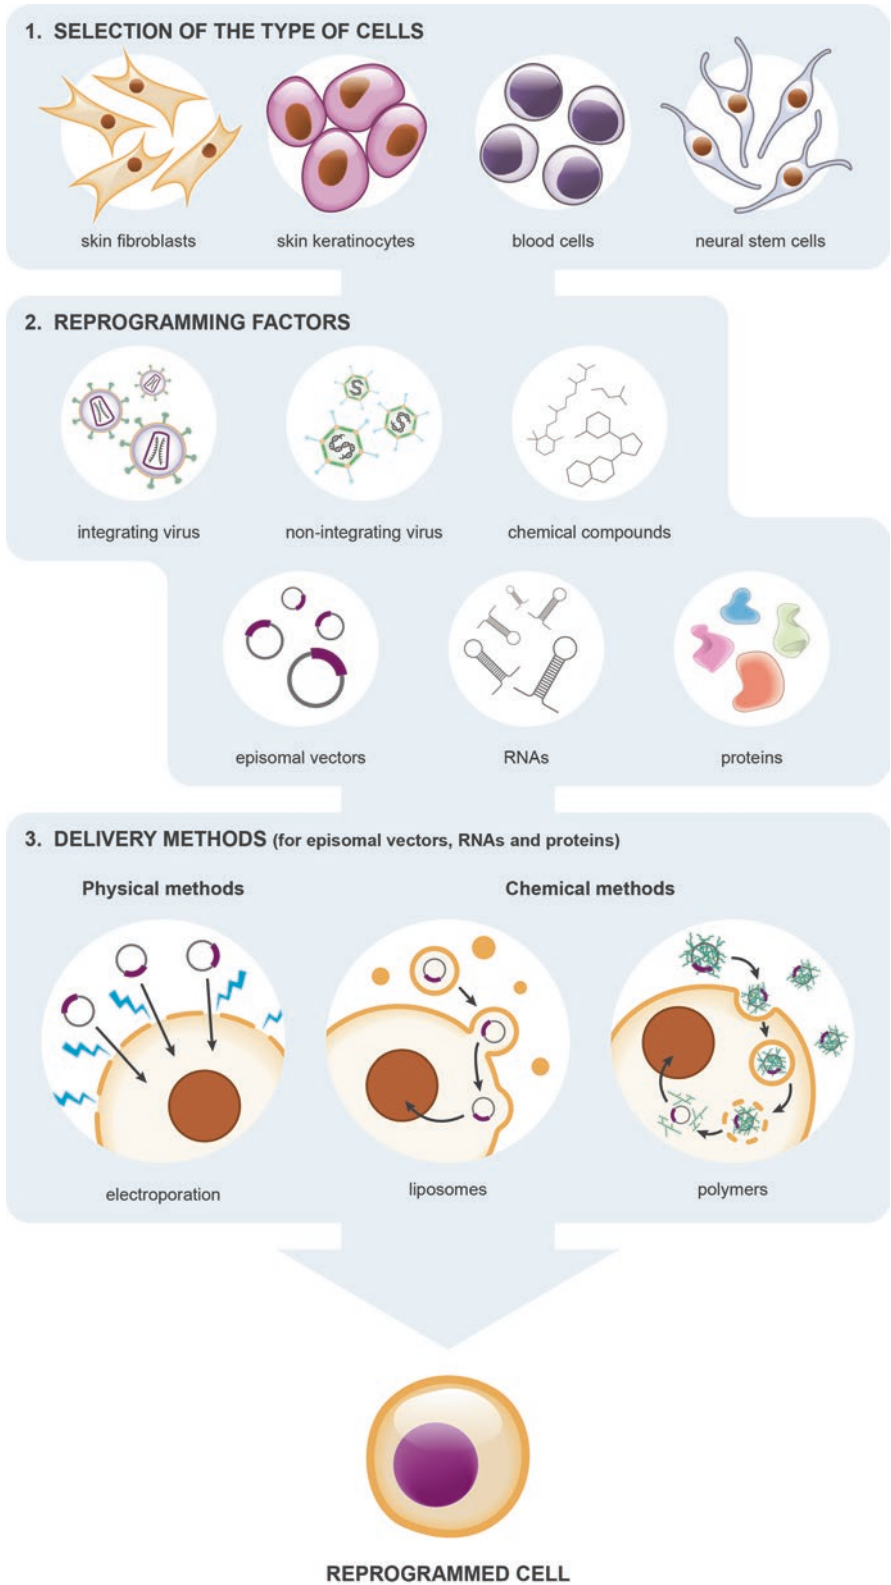 1. SELECTION OF THE TYPE OF CELLS
skin fibroblasts
skin keratinocytes
blood cells
neural stem cells
2. REPROGRAMMING FACTORS
integrating virus
non-integrating virus
chemical compounds
episomal vectors
RNAs
proteins
3. DELIVERY METHODS (for episomal vectors, RNAs and proteins)
Physical methods
Chemical methods
electroporation
liposomes
polymers
REPROGRAMMED CELL